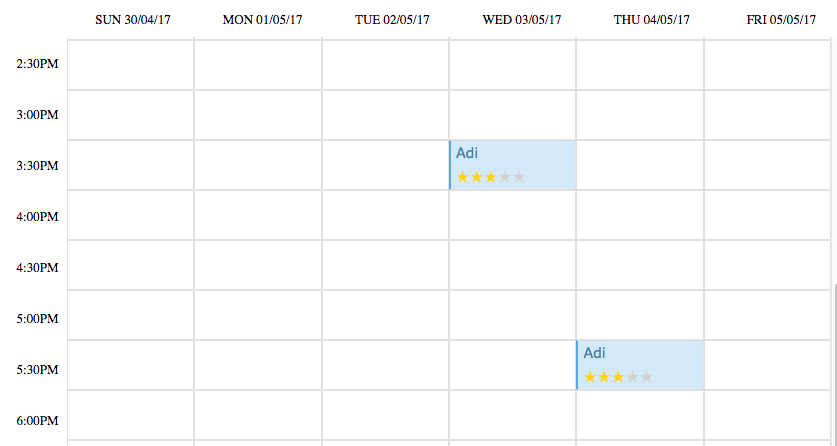 SUN 30/04/17 MON 01/05/17 TUE 02/05/17 WED 03/05/17 THU 04/05/17 FRI 05/05/17
2:30PM
3:00PM
Adi
3:30PM
★★★★★
4:00PM
4:30PM
5:00PM
Adi
5:30PM
★★★★★
6:00PM